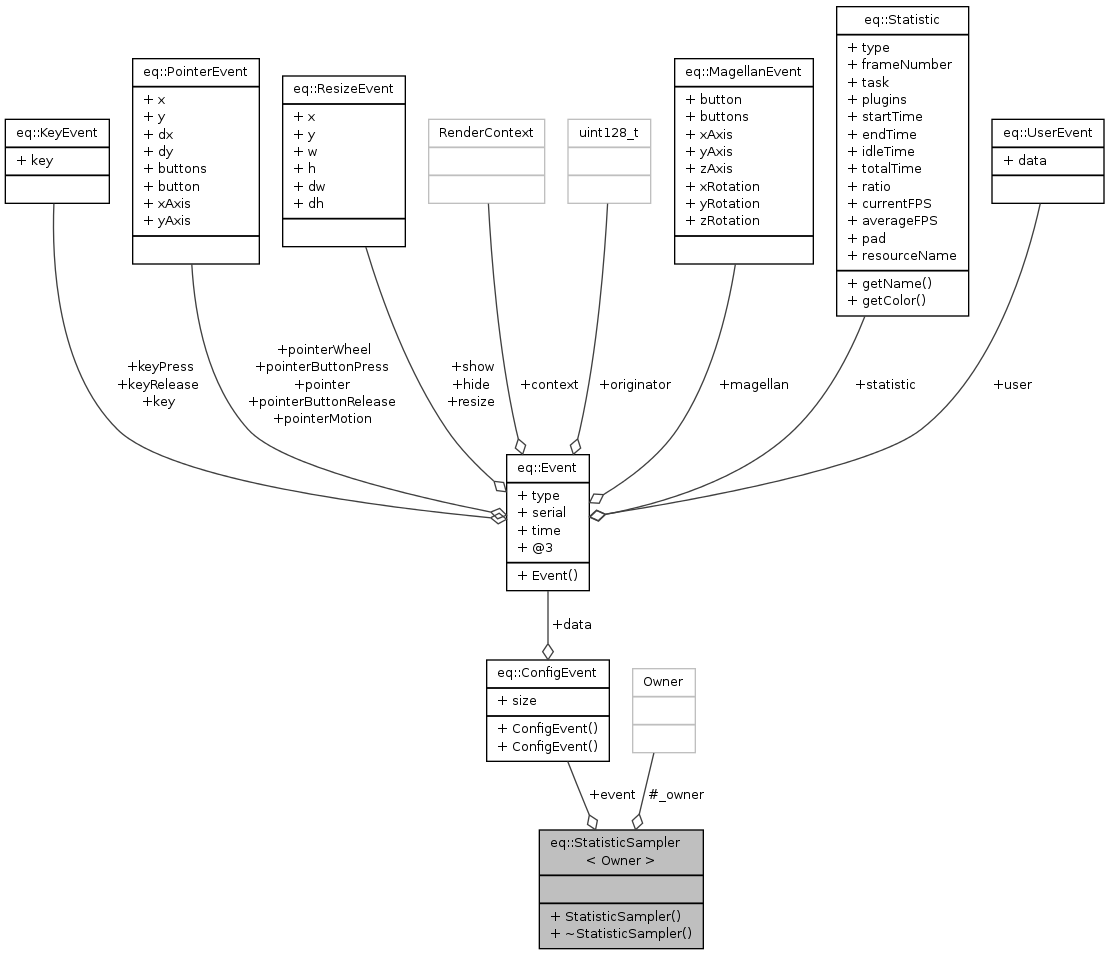 eq::Statistic
+ type
+ frameNumber
+ task
+ plugins
+ startTime
+ endTime
+ idleTime
+ totalTime
+ ratio
+ currentFPS
+ averageFPS
+ pad
+ resourceName
+ getName()
+ getColor()
eq::PointerEvent
+ x
+ y
+ dx
+ dy
+ buttons
+ button
+ xAxis
+ yAxis
eq::MagellanEvent
+ button
+ buttons
+ xAxis
+ yAxis
+ zAxis
+ xRotation
+ yRotation
+ zRotation
eq::ResizeEvent
+ x
+ y
+ w
+ h
+ dw
+ dh
eq::KeyEvent
+ key
RenderContext
uint128_t
eq::UserEvent
+ data
+keyPress
+keyRelease
+key
+pointerWheel
+pointerButtonPress
+pointer
+pointerButtonRelease
+pointerMotion
+show
+hide
+resize
+context
+originator
+magellan
+statistic
+user
eq::Event
+ type
+ serial
+ time
+ @3
+ Event()
+data
eq::ConfigEvent
+ size
+ ConfigEvent()
+ ConfigEvent()
Owner
+event
#_owner
eq::StatisticSampler
< Owner >
+ StatisticSampler()
+ ~StatisticSampler()